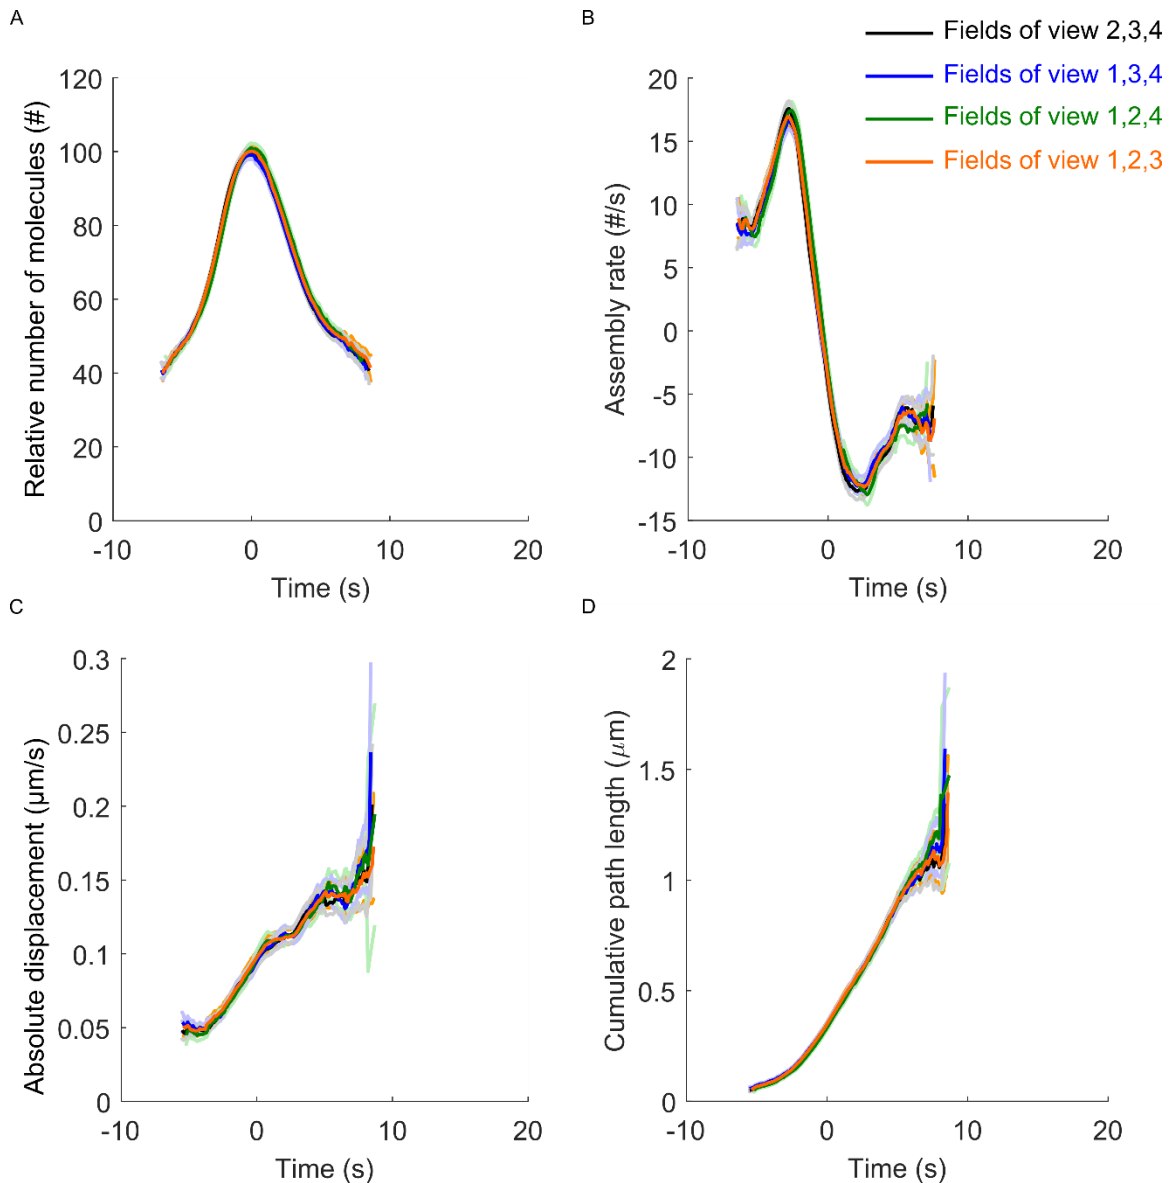 A
B
Fields of view 2,3,4
Fields of view 1,3,4
Fields of view 1,2,4
Fields of view 1,2,3
Relative number of molecules (#)
120
100
80
60
40
20
0
-10
0
10
20
Time (s)
Assembly rate (#/s)
20
15
10
5
0
-5
-10
-15
-10
0
10
20
Time (s)
C
D
Absolute displacement (µm/s)
0.3
0.25
0.2
0.15
0.1
0.05
0
-10
0
10
20
Time (s)
Cumulative path length (µm)
2
1.5
1
0.5
0
-10
0
10
20
Time (s)